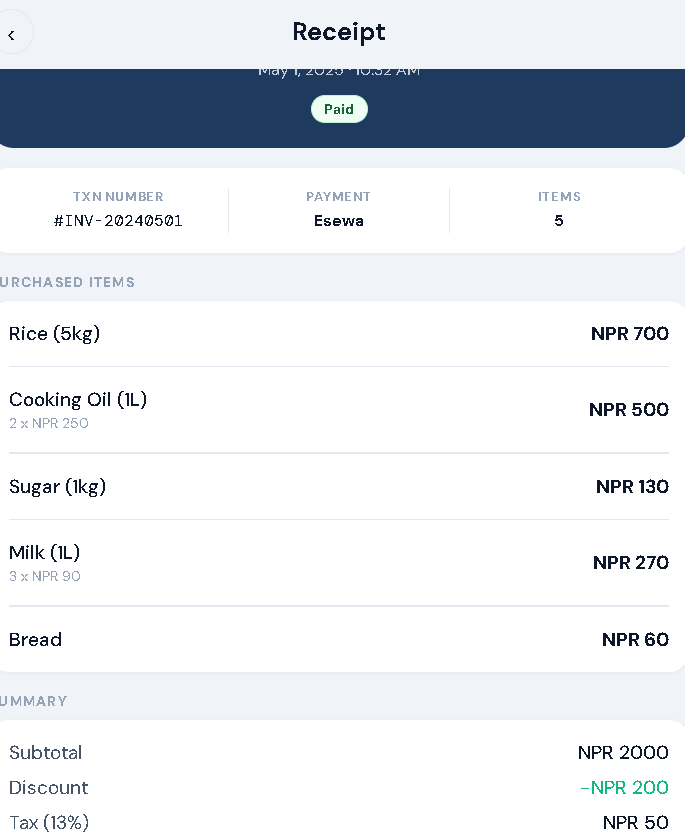 Receipt
May 1, 2025 · 10:32 AM
Paid
TXN NUMBER
PAYMENT
ITEMS
#INV-20240501
Esewa
5
URCHASED ITEMS
Rice (5kg)
NPR 700
Cooking Oil (1L)
2 x NPR 250
NPR 500
Sugar (1kg)
NPR 130
Milk (1L)
3 x NPR 90
NPR 270
Bread
NPR 60
UMMARY
Subtotal
NPR 2000
Discount
-NPR 200
Tax (13%)
NPR 50